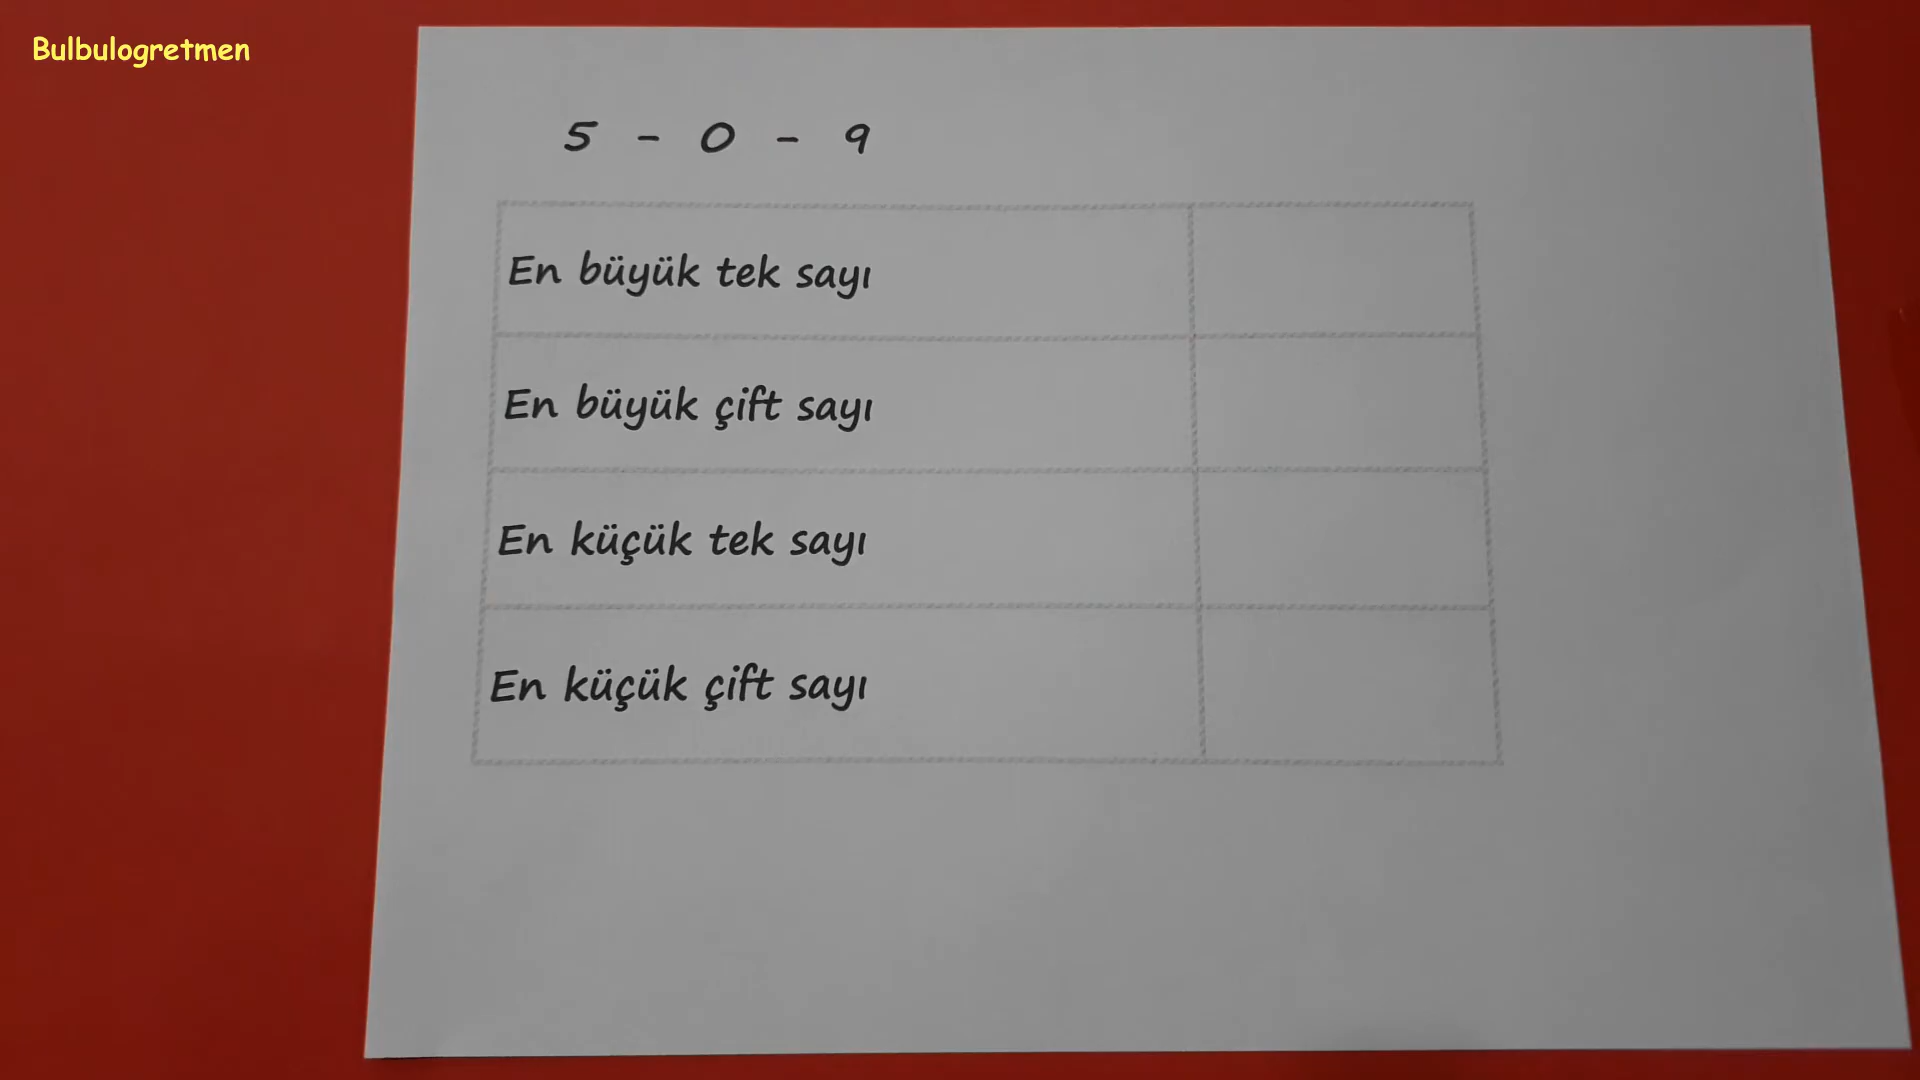 Bulbulogretmen
5 - 0 - 9
En büyük tek sayı
En büyük çift sayı
En küçük tek sayı
En küçük çift sayı